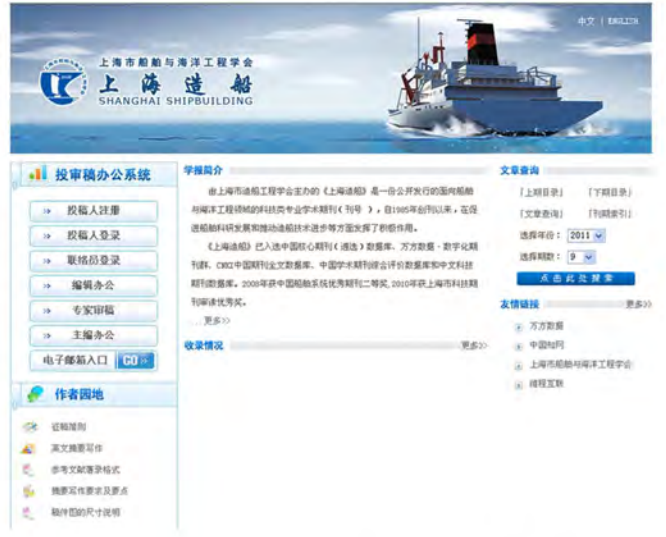 中文 | ENGLISH
上海市船舶与海洋工程学会
上海造船
SHANGHAI SHIPBUILDING
投审稿办公系统
投稿人注册
投稿人登录
联络员登录
编辑办公
专家审稿
主编办公
电子邮箱入口 GO»
作者园地
征稿简则
英文摘要写作
参考文献著录格式
摘要写作要求及要点
稿件图的尺寸说明
学报简介
由上海市造船工程学会主办的《上海造船》是一份公开发行的面向船舶
与海洋工程领域的科技类专业学术期刊(刊号 ),自1985年创刊以来,在促
进船舶科研发展和推动造船技术进步等方面发挥了积极作用。
《上海造船》已入选中国核心期刊(遴选)数据库、万方数据-数字化期
刊群、CNKI中国期刊全文数据库、中国学术期刊综合评价数据库和中文科技
期刊数据库。2008年获中国船舶系统优秀期刊二等奖,2010年获上海市科技期
刊审读优秀奖。
...更多>>
收录情况
更多>>
文章查询
「上期目录」 「下期目录」
「文章查询」 「刊期索引」
选择年份: 2011
选择期数: 9
点击此处搜索
友情链接
更多>>
万方数据
中国知网
上海市船舶与海洋工程学会